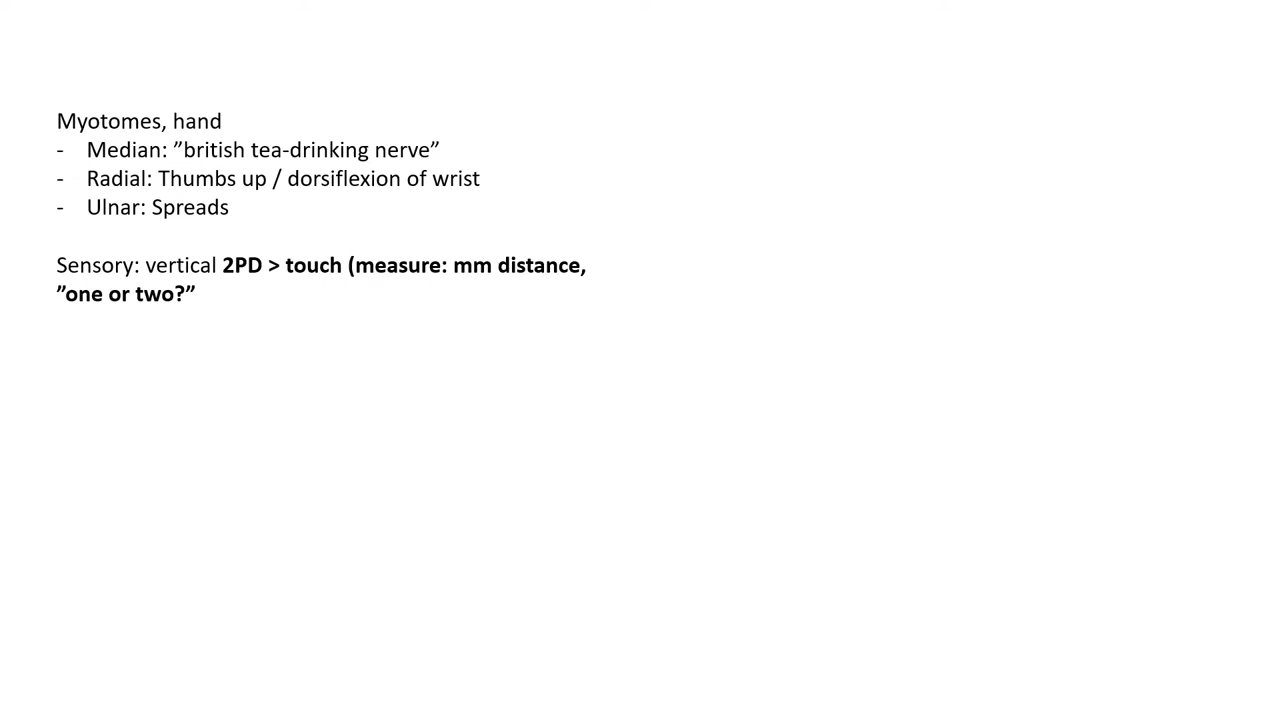 Myotomes, hand
- Median: ”british tea-drinking nerve”
- Radial: Thumbs up / dorsiflexion of wrist
- Ulnar: Spreads
Sensory: vertical 2PD > touch (measure: mm distance,
”one or two?”